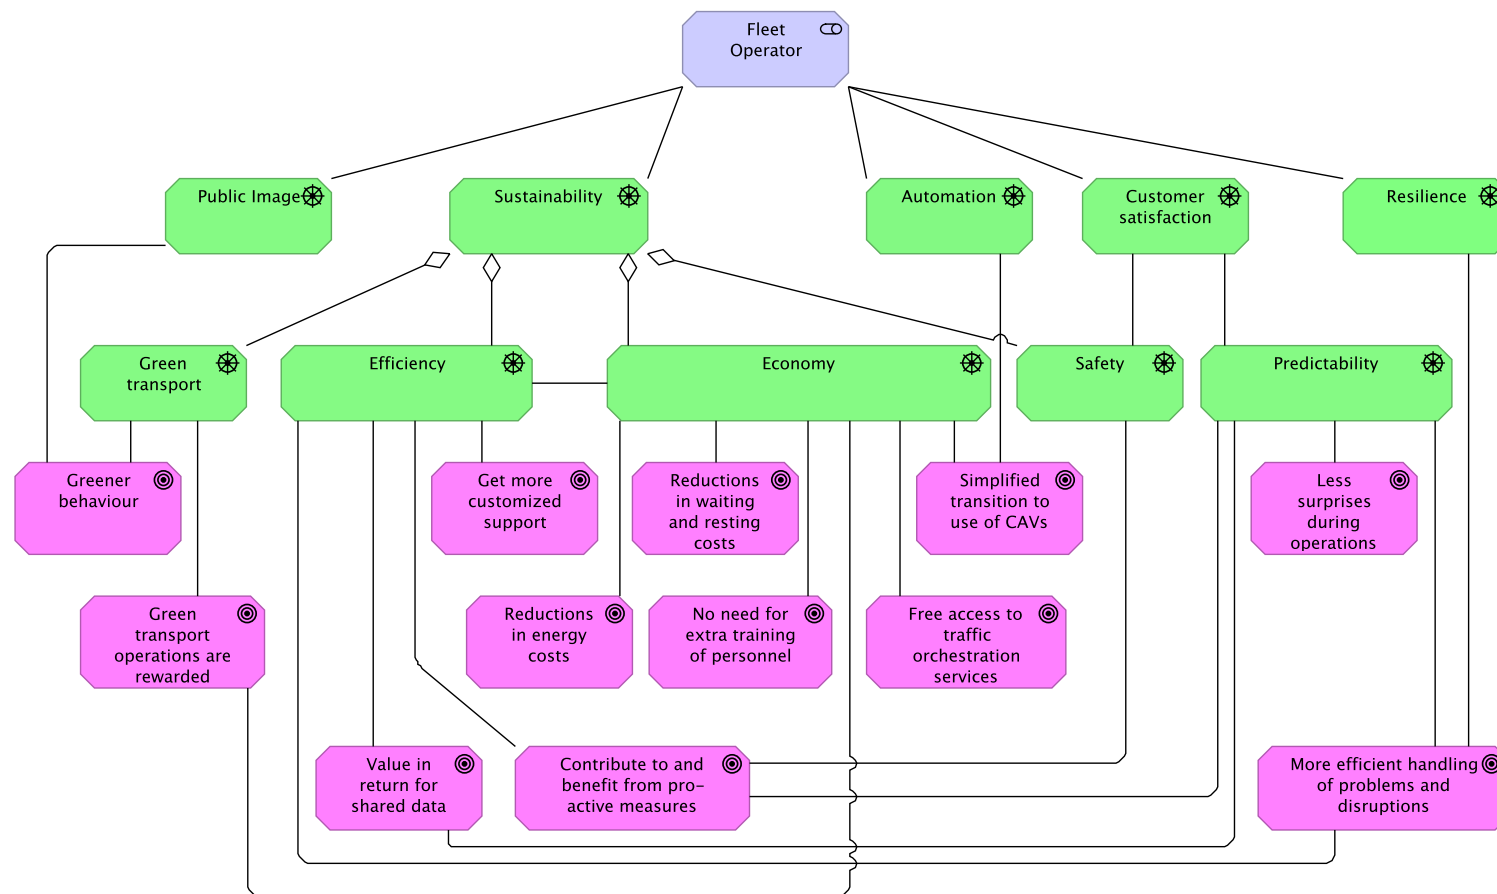 Fleet
Operator
Public Image
Sustainability
Automation
Customer
satisfaction
Resilience
Green
transport
Efficiency
Economy
Safety
Predictability
Greener
behaviour
Get more
customized
support
Reductions
in waiting
and resting
costs
Simplified
transition to
use of CAVs
Less
surprises
during
operations
Green
transport
operations are
rewarded
Reductions
in energy
costs
No need for
extra training
of personnel
Free access to
traffic
orchestration
services
Value in
return for
shared data
Contribute to and
benefit from pro-
active measures
More efficient handling
of problems and
disruptions